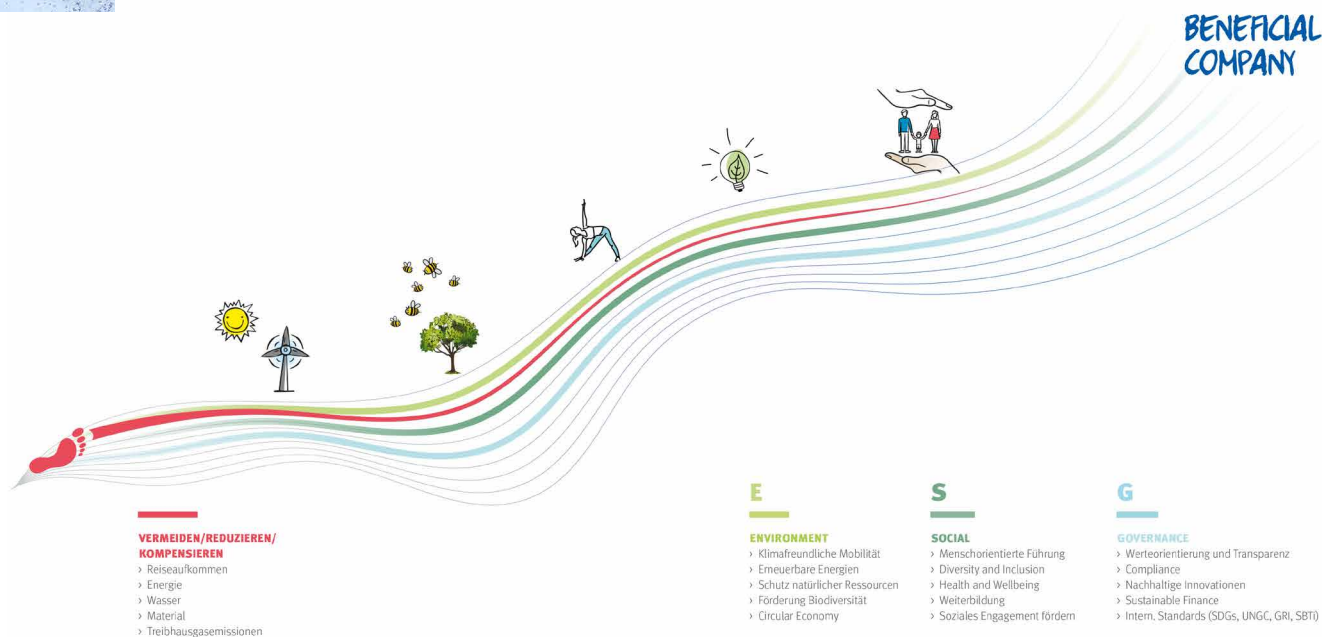 BENEFICIAL
COMPANY
VERMEIDEN/REDUZIEREN/
KOMPENSIEREN
› Reiseaufkommen
› Energie
› Wasser
› Material
› Treibhausgasemissionen
E
ENVIRONMENT
› Klimafreundliche Mobilität
› Erneuerbare Energien
› Schutz natürlicher Ressourcen
› Förderung Biodiversität
› Circular Economy
S
SOCIAL
› Menschorientierte Führung
› Diversity and Inclusion
› Health and Wellbeing
› Weiterbildung
› Soziales Engagement fördern
G
GOVERNANCE
› Werteorientierung und Transparenz
› Compliance
› Nachhaltige Innovationen
› Sustainable Finance
› Intern. Standards (SDGs, UNGC, GRI, SBTi)